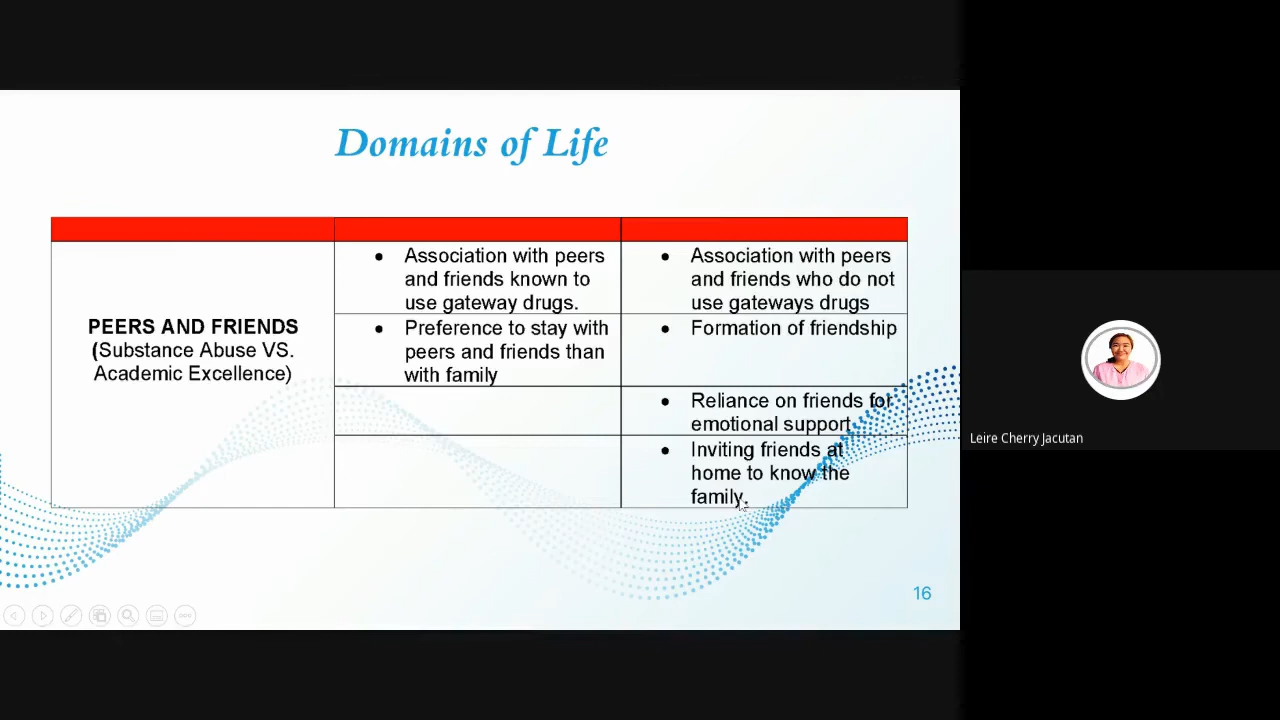 Domains of Life
PEERS AND FRIENDS
(Substance Abuse VS.
Academic Excellence)
• Association with peers
and friends known to
use gateway drugs.
• Association with peers
and friends who do not
use gateways drugs
• Preference to stay with
peers and friends than
with family
• Formation of friendship
• Reliance on friends for
emotional support
• Inviting friends at
home to know the
family.
16
Leire Cherry Jacutan